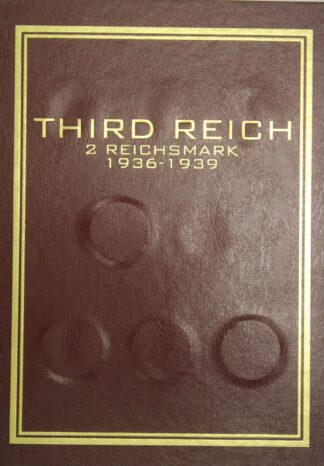 THIRD REICH
2 REICHSMARK
1936-1939